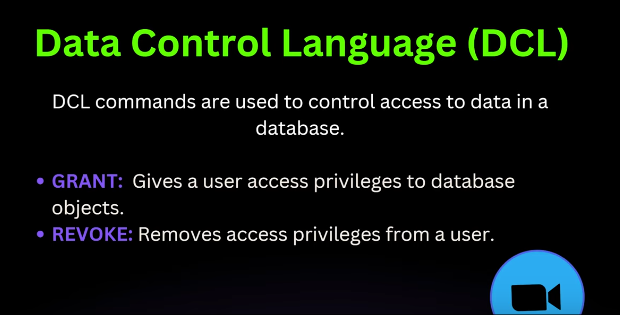 Data Control Language (DCL)
DCL commands are used to control access to data in a
database.
• GRANT: Gives a user access privileges to database
objects.
• REVOKE: Removes access privileges from a user.